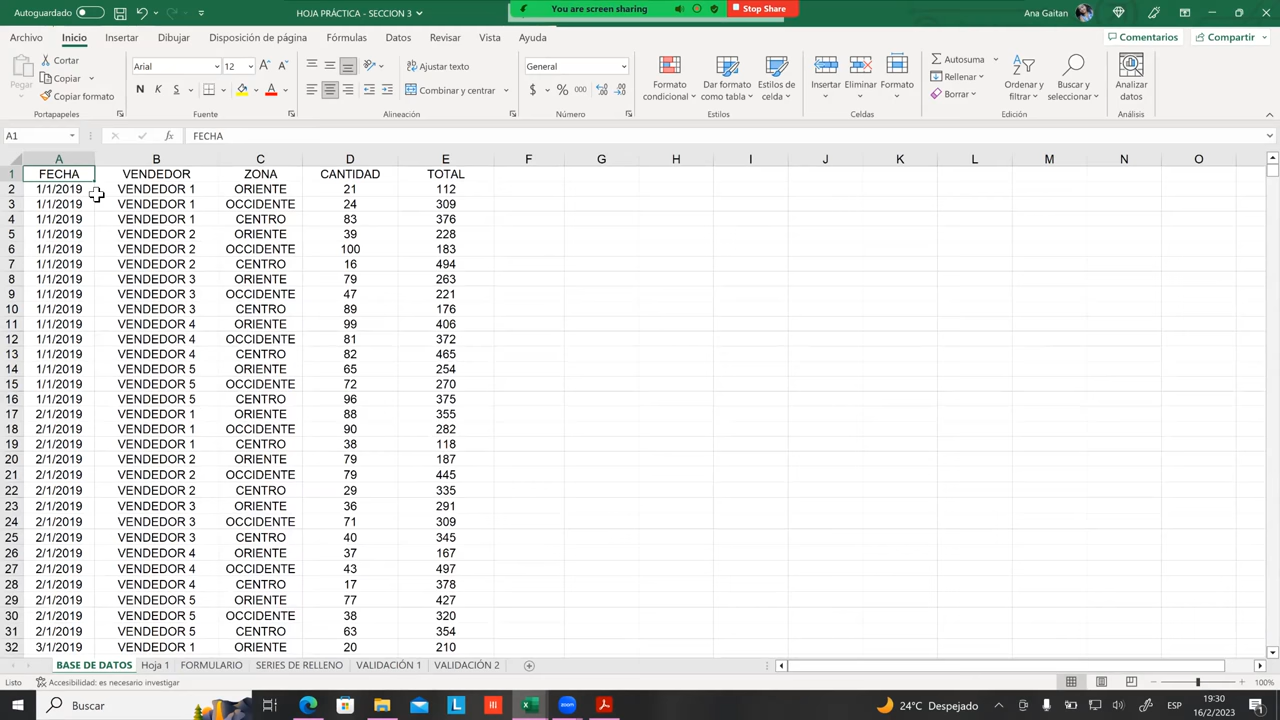 Autoguardado
HOJA PRÁCTICA - SECCION 3
You are screen sharing
Stop Share
Ana Gaitan
Archivo Inicio Insertar Dibujar Disposición de página Fórmulas Datos Revisar Vista Ayuda
Comentarios Compartir
Pegar
Cortar
Copiar
Copiar formato
Portapapeles
Arial 12
N K S
Fuente
Ajustar texto
Combinar y centrar
Alineación
General
$ % 000
Número
Formato condicional
Dar formato como tabla
Estilos de celda
Estilos
Insertar Eliminar Formato
Celdas
Autosuma
Rellenar
Borrar
Ordenar y filtrar
Buscar y seleccionar
Edición
Analizar datos
Análisis
A1 fx FECHA
A B C D E F G H I J K L M N O
1 FECHA VENDEDOR ZONA CANTIDAD TOTAL
2 1/1/2019 VENDEDOR 1 ORIENTE 21 112
3 1/1/2019 VENDEDOR 1 OCCIDENTE 24 309
4 1/1/2019 VENDEDOR 1 CENTRO 83 376
5 1/1/2019 VENDEDOR 2 ORIENTE 39 228
6 1/1/2019 VENDEDOR 2 OCCIDENTE 100 183
7 1/1/2019 VENDEDOR 2 CENTRO 16 494
8 1/1/2019 VENDEDOR 3 ORIENTE 79 263
9 1/1/2019 VENDEDOR 3 OCCIDENTE 47 221
10 1/1/2019 VENDEDOR 3 CENTRO 89 176
11 1/1/2019 VENDEDOR 4 ORIENTE 99 406
12 1/1/2019 VENDEDOR 4 OCCIDENTE 81 372
13 1/1/2019 VENDEDOR 4 CENTRO 82 465
14 1/1/2019 VENDEDOR 5 ORIENTE 65 254
15 1/1/2019 VENDEDOR 5 OCCIDENTE 72 270
16 1/1/2019 VENDEDOR 5 CENTRO 96 375
17 2/1/2019 VENDEDOR 1 ORIENTE 88 355
18 2/1/2019 VENDEDOR 1 OCCIDENTE 90 282
19 2/1/2019 VENDEDOR 1 CENTRO 38 118
20 2/1/2019 VENDEDOR 2 ORIENTE 79 187
21 2/1/2019 VENDEDOR 2 OCCIDENTE 79 445
22 2/1/2019 VENDEDOR 2 CENTRO 29 335
23 2/1/2019 VENDEDOR 3 ORIENTE 36 291
24 2/1/2019 VENDEDOR 3 OCCIDENTE 71 309
25 2/1/2019 VENDEDOR 3 CENTRO 40 345
26 2/1/2019 VENDEDOR 4 ORIENTE 37 167
27 2/1/2019 VENDEDOR 4 OCCIDENTE 43 497
28 2/1/2019 VENDEDOR 4 CENTRO 17 378
29 2/1/2019 VENDEDOR 5 ORIENTE 77 427
30 2/1/2019 VENDEDOR 5 OCCIDENTE 38 320
31 2/1/2019 VENDEDOR 5 CENTRO 63 354
32 3/1/2019 VENDEDOR 1 ORIENTE 20 210
BASE DE DATOS Hoja 1 FORMULARIO SERIES DE RELLENO VALIDACIÓN 1 VALIDACIÓN 2
Listo Accesibilidad: es necesario investigar
100%
Buscar
24°C Despejado
ESP
19:30
16/2/2023